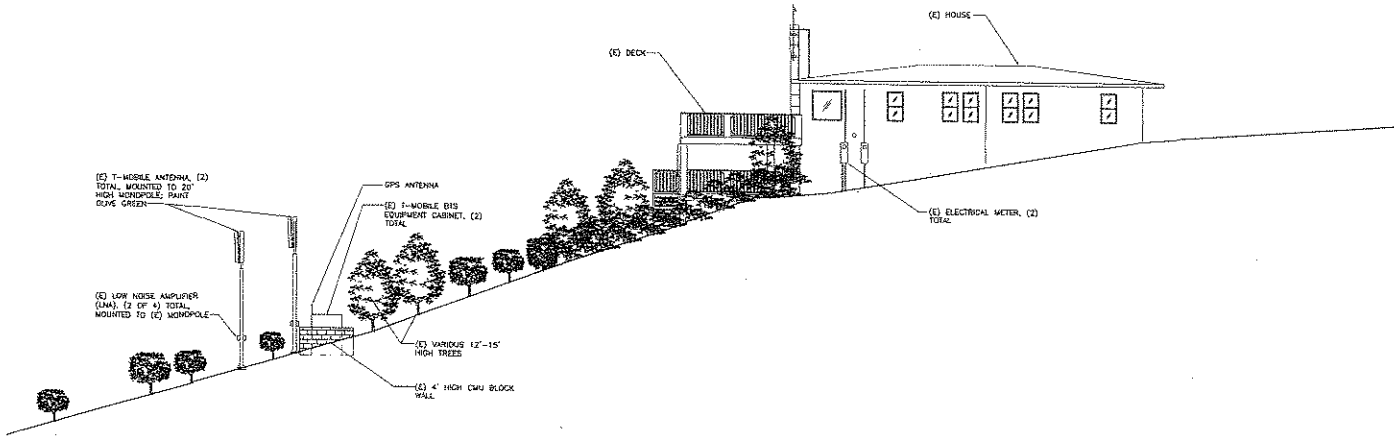 (E) HOUSE
(E) DECK
(E) T-MOBILE ANTENNA, (2)
TOTAL, MOUNTED TO 20'
HIGH MONOPOLE; PAINT
OLIVE GREEN
GPS ANTENNA
(E) T-MOBILE BTS
EQUIPMENT CABINET, (2)
TOTAL
(E) ELECTRICAL METER, (2)
TOTAL
(E) LOW NOISE AMPLIFIER
(LNA), (2 OF 4) TOTAL,
MOUNTED TO (E) MONOPOLE
(E) VARIOUS 12'-15'
HIGH TREES
(E) 4' HIGH CMU BLOCK
WALL